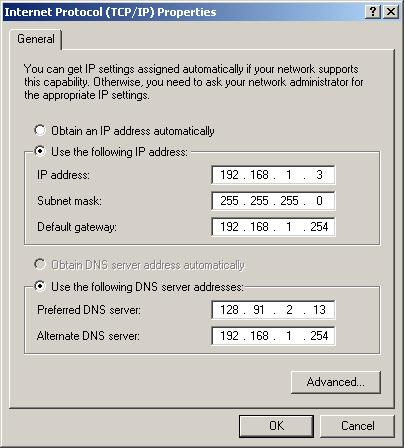 Internet Protocol (TCP/IP) Properties ? X
General
You can get IP settings assigned automatically if your network supports
this capability. Otherwise, you need to ask your network administrator for
the appropriate IP settings.
Obtain an IP address automatically
Use the following IP address:
IP address: 192 . 168 . 1 . 3
Subnet mask: 255 . 255 . 255 . 0
Default gateway: 192 . 168 . 1 . 254
Obtain DNS server address automatically
Use the following DNS server addresses:
Preferred DNS server: 128 . 91 . 2 . 13
Alternate DNS server: 192 . 168 . 1 . 254
Advanced...
OK Cancel